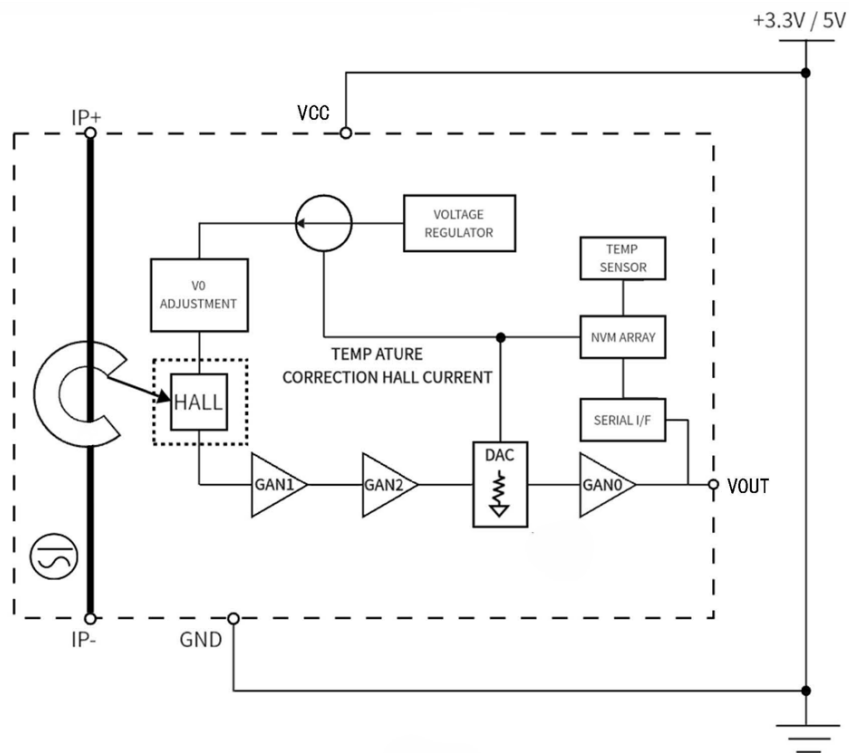 +3.3V / 5V
IP+
VCC
VOLTAGE
REGULATOR
TEMP
SENSOR
V0
ADJUSTMENT
NVM ARRAY
TEMP ATURE
CORRECTION HALL CURRENT
HALL
SERIAL I/F
DAC
GAN1
GAN2
GAN0
VOUT
IP-
GND